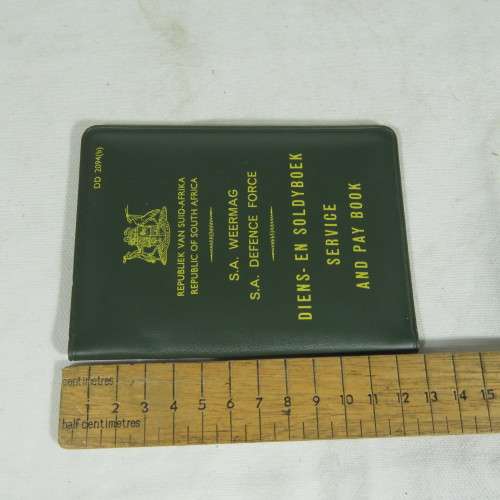 DD 2094(b)
REPUBLIEK VAN SUID-AFRIKA
REPUBLIC OF SOUTH AFRICA
S.A. WEERMAG
S.A. DEFENCE FORCE
DIENS- EN SOLDYBOEK
SERVICE
AND PAY BOOK
centimetres
1 2 3 4 5 6 7 8 9 10 11 12 13 14 15
half centimetres